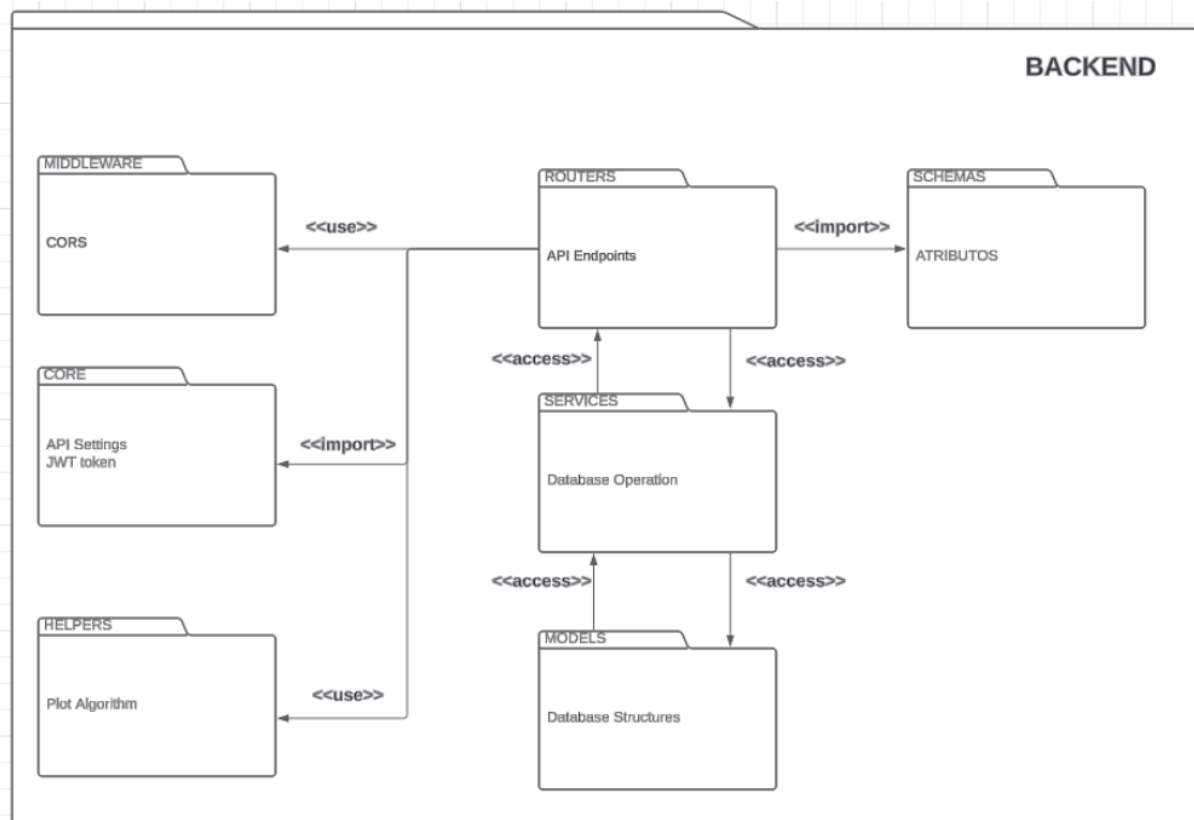 BACKEND
MIDDLEWARE
CORS
<<use>>
ROUTERS
API Endpoints
<<import>>
SCHEMAS
ATRIBUTOS
<<access>>
<<access>>
CORE
API Settings
JWT token
<<import>>
SERVICES
Database Operation
<<access>>
<<access>>
HELPERS
Plot Algorithm
<<use>>
MODELS
Database Structures